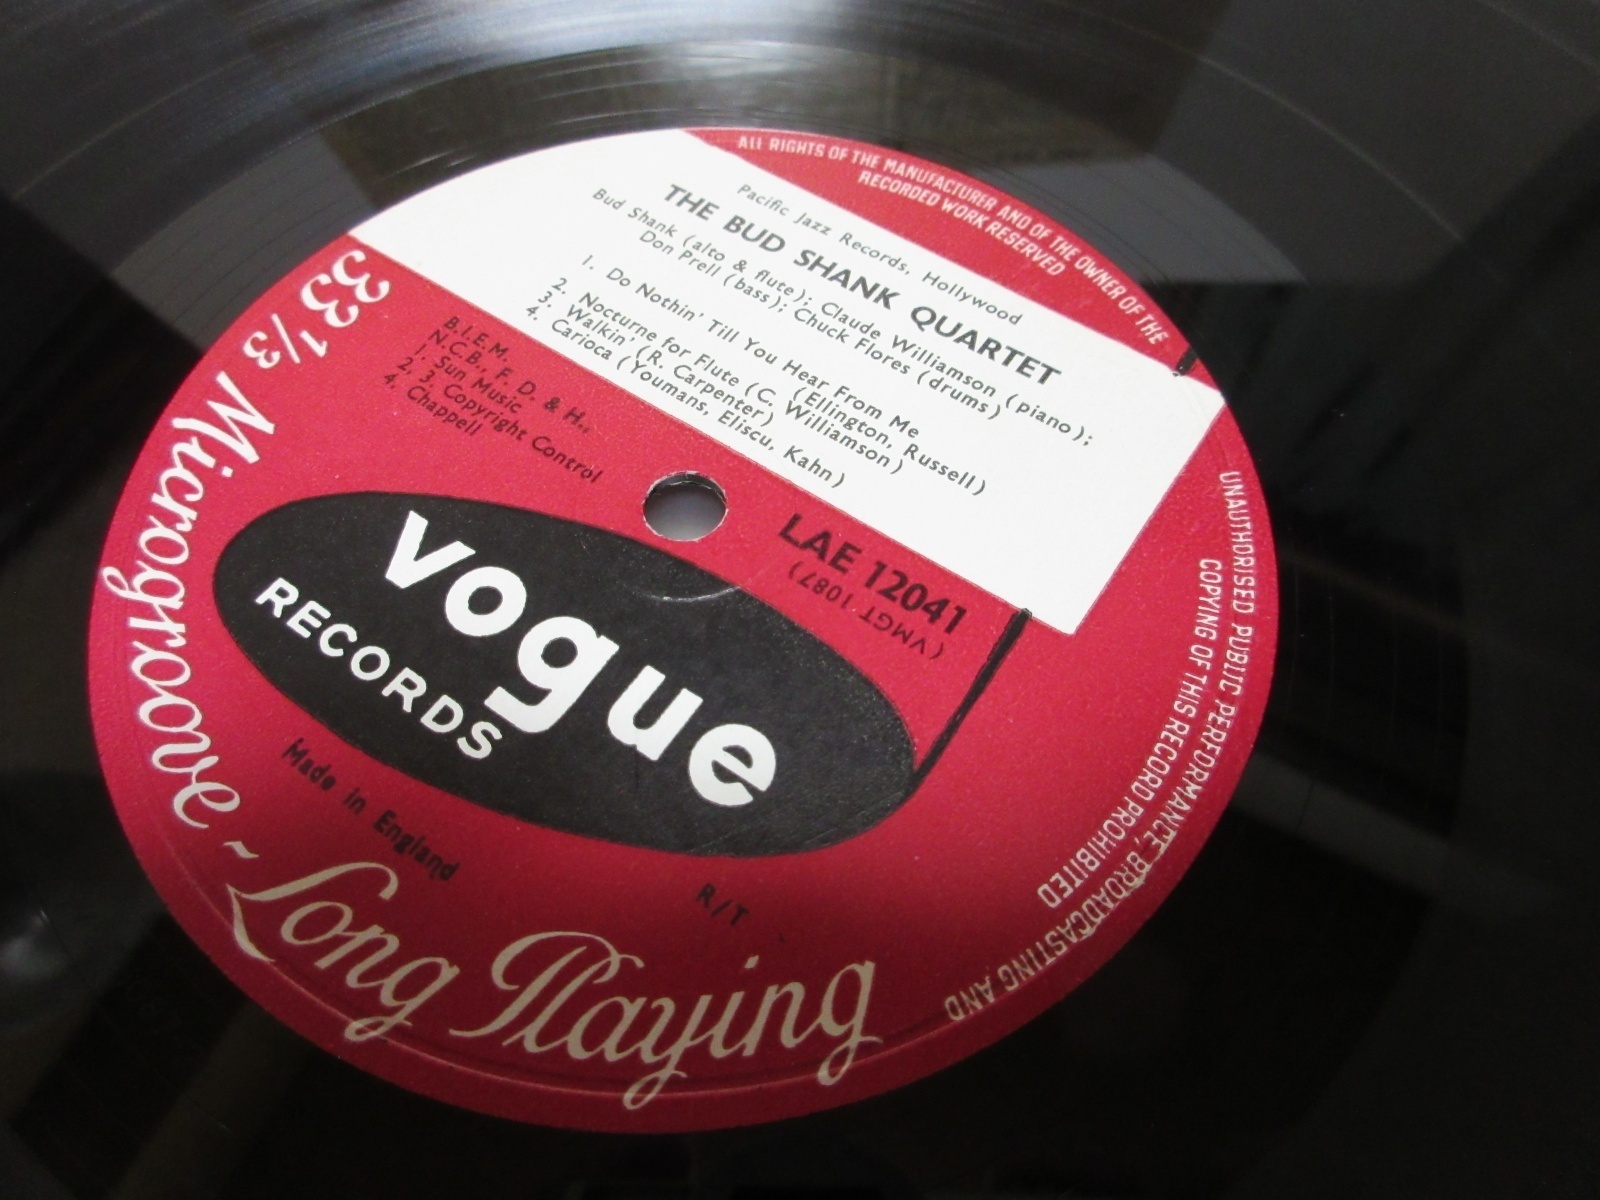 ALL RIGHTS OF THE MANUFACTURER AND OF THE OWNER OF THE
RECORDED WORK RESERVED
Pacific Jazz Records, Hollywood
THE BUD SHANK QUARTET
Bud Shank (alto & flute); Claude Williamson (piano);
Don Prell (bass); Chuck Flores (drums)
1. Do Nothin' Till You Hear From Me
(Ellington, Russell)
2. Nocturne for Flute (C. Williamson)
3. Walkin' (R. Carpenter)
4. Carioca (Youmans, Eliscu, Kahn)
B.I.E.M.,
N.C.B., F. D. & H.,
1. Sun Music
2, 3. Copyright Control
4. Chappell
LAE 12041
(VMGT 1087)
vogue
RECORDS
Made in England
R/T
33 1/3 Microgroove ~ Long Playing
UNAUTHORISED PUBLIC PERFORMANCE, BROADCASTING AND
COPYING OF THIS RECORD PROHIBITED